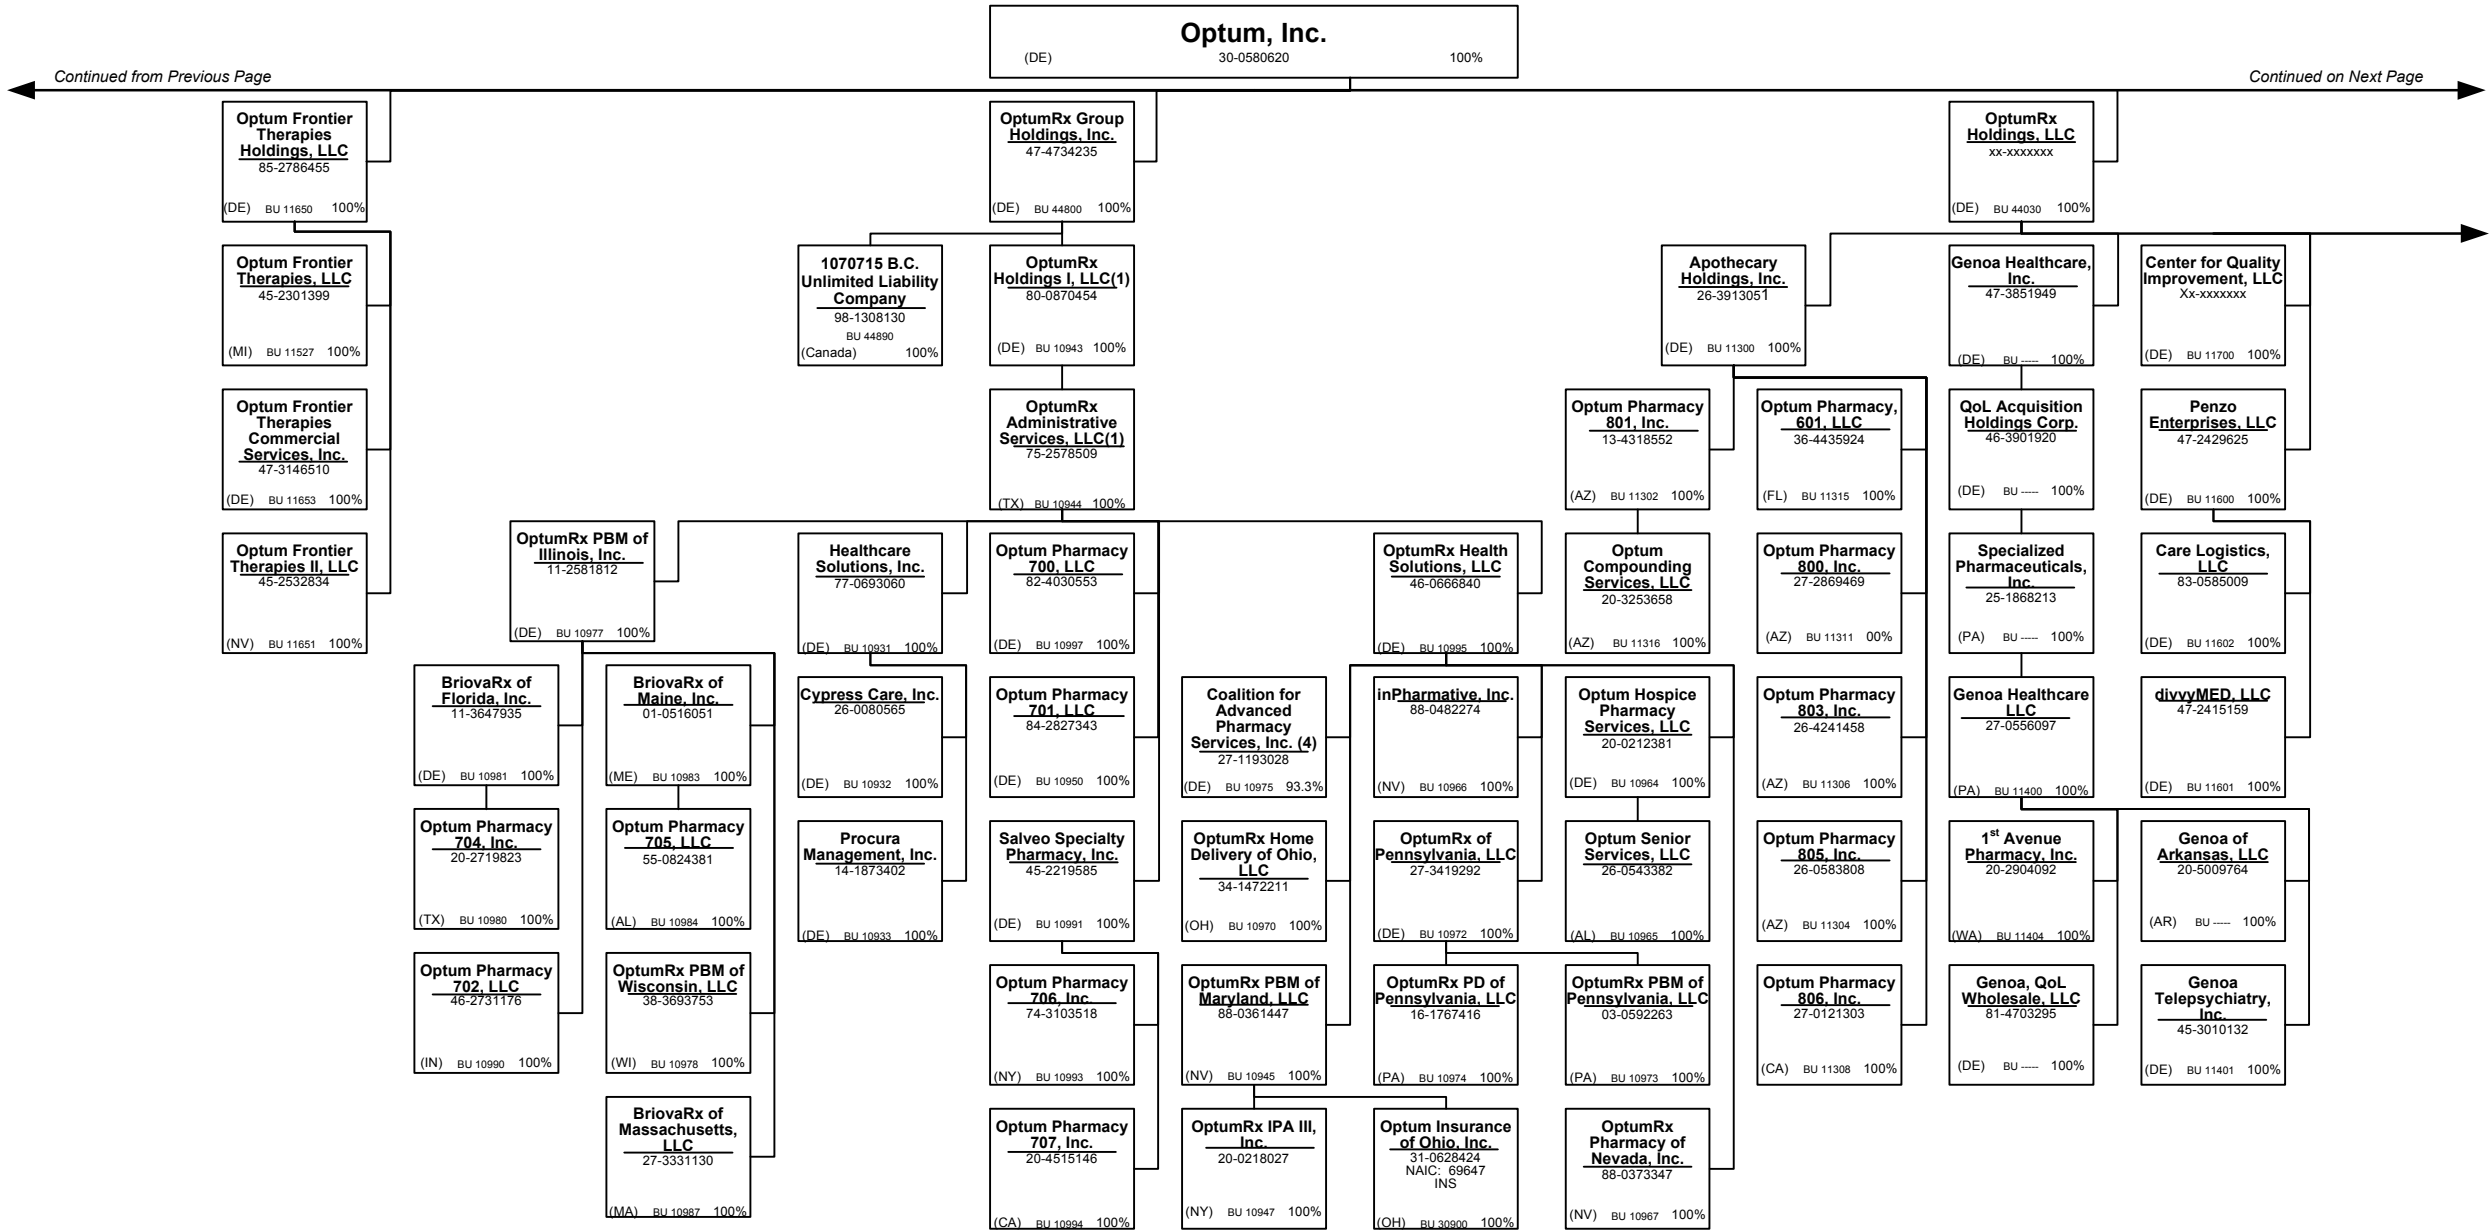 Optum, Inc.
(DE) 30-0580620 100%
Continued from Previous Page
Continued on Next Page
Optum Frontier
Therapies
Holdings, LLC
85-2786455
(DE) BU 11650 100%
OptumRx Group
Holdings, Inc.
47-4734235
(DE) BU 44800 100%
OptumRx
Holdings, LLC
xx-xxxxxxx
(DE) BU 44030 100%
Optum Frontier
Therapies, LLC
45-2301399
(MI) BU 11527 100%
1070715 B.C.
Unlimited Liability
Company
98-1308130
BU 44890
(Canada) 100%
OptumRx
Holdings I, LLC(1)
80-0870454
(DE) BU 10943 100%
Apothecary
Holdings, Inc.
26-3913051
(DE) BU 11300 100%
Genoa Healthcare,
Inc.
47-3851949
(DE) BU ----- 100%
Center for Quality
Improvement, LLC
Xx-xxxxxxx
(DE) BU 11700 100%
Optum Frontier
Therapies
Commercial
Services, Inc.
47-3146510
(DE) BU 11653 100%
OptumRx
Administrative
Services, LLC(1)
75-2578509
(TX) BU 10944 100%
Optum Pharmacy
801, Inc.
13-4318552
(AZ) BU 11302 100%
Optum Pharmacy,
601, LLC
36-4435924
(FL) BU 11315 100%
QoL Acquisition
Holdings Corp.
46-3901920
(DE) BU ----- 100%
Penzo
Enterprises, LLC
47-2429625
(DE) BU 11600 100%
Optum Frontier
Therapies II, LLC
45-2532834
(NV) BU 11651 100%
OptumRx PBM of
Illinois, Inc.
11-2581812
(DE) BU 10977 100%
Healthcare
Solutions, Inc.
77-0693060
(DE) BU 10931 100%
Optum Pharmacy
700, LLC
82-4030553
(DE) BU 10997 100%
OptumRx Health
Solutions, LLC
46-0666840
(DE) BU 10995 100%
Optum
Compounding
Services, LLC
20-3253658
(AZ) BU 11316 100%
Optum Pharmacy
800, Inc.
27-2869469
(AZ) BU 11311 00%
Specialized
Pharmaceuticals,
Inc.
25-1868213
(PA) BU ----- 100%
Care Logistics,
LLC
83-0585009
(DE) BU 11602 100%
BriovaRx of
Florida, Inc.
11-3647935
(DE) BU 10981 100%
BriovaRx of
Maine, Inc.
01-0516051
(ME) BU 10983 100%
Cypress Care, Inc.
26-0080565
(DE) BU 10932 100%
Optum Pharmacy
701, LLC
84-2827343
(DE) BU 10950 100%
Coalition for
Advanced
Pharmacy
Services, Inc. (4)
27-1193028
(DE) BU 10975 93.3%
inPharmative, Inc.
88-0482274
(NV) BU 10966 100%
Optum Hospice
Pharmacy
Services, LLC
20-0212381
(DE) BU 10964 100%
Optum Pharmacy
803, Inc.
26-4241458
(AZ) BU 11306 100%
Genoa Healthcare
LLC
27-0556097
(PA) BU 11400 100%
divvyMED, LLC
47-2415159
(DE) BU 11601 100%
Optum Pharmacy
704, Inc.
20-2719823
(TX) BU 10980 100%
Optum Pharmacy
705, LLC
55-0824381
(AL) BU 10984 100%
Procura
Management, Inc.
14-1873402
(DE) BU 10933 100%
Salveo Specialty
Pharmacy, Inc.
45-2219585
(DE) BU 10991 100%
OptumRx Home
Delivery of Ohio,
LLC
34-1472211
(OH) BU 10970 100%
OptumRx of
Pennsylvania, LLC
27-3419292
(DE) BU 10972 100%
Optum Senior
Services, LLC
26-0543382
(AL) BU 10965 100%
Optum Pharmacy
805, Inc.
26-0583808
(AZ) BU 11304 100%
1st Avenue
Pharmacy, Inc.
20-2904092
(WA) BU 11404 100%
Genoa of
Arkansas, LLC
20-5009764
(AR) BU ----- 100%
Optum Pharmacy
702, LLC
46-2731176
(IN) BU 10990 100%
OptumRx PBM of
Wisconsin, LLC
38-3693753
(WI) BU 10978 100%
Optum Pharmacy
706, Inc.
74-3103518
(NY) BU 10993 100%
OptumRx PBM of
Maryland, LLC
88-0361447
(NV) BU 10945 100%
OptumRx PD of
Pennsylvania, LLC
16-1767416
(PA) BU 10974 100%
OptumRx PBM of
Pennsylvania, LLC
03-0592263
(PA) BU 10973 100%
Optum Pharmacy
806, Inc.
27-0121303
(CA) BU 11308 100%
Genoa, QoL
Wholesale, LLC
81-4703295
(DE) BU ----- 100%
Genoa
Telepsychiatry,
Inc.
45-3010132
(DE) BU 11401 100%
BriovaRx of
Massachusetts,
LLC
27-3331130
(MA) BU 10987 100%
Optum Pharmacy
707, Inc.
20-4515146
(CA) BU 10994 100%
OptumRx IPA III,
Inc.
20-0218027
(NY) BU 10947 100%
Optum Insurance
of Ohio, Inc.
31-0628424
NAIC: 69647
INS
(OH) BU 30900 100%
OptumRx
Pharmacy of
Nevada, Inc.
88-0373347
(NV) BU 10967 100%